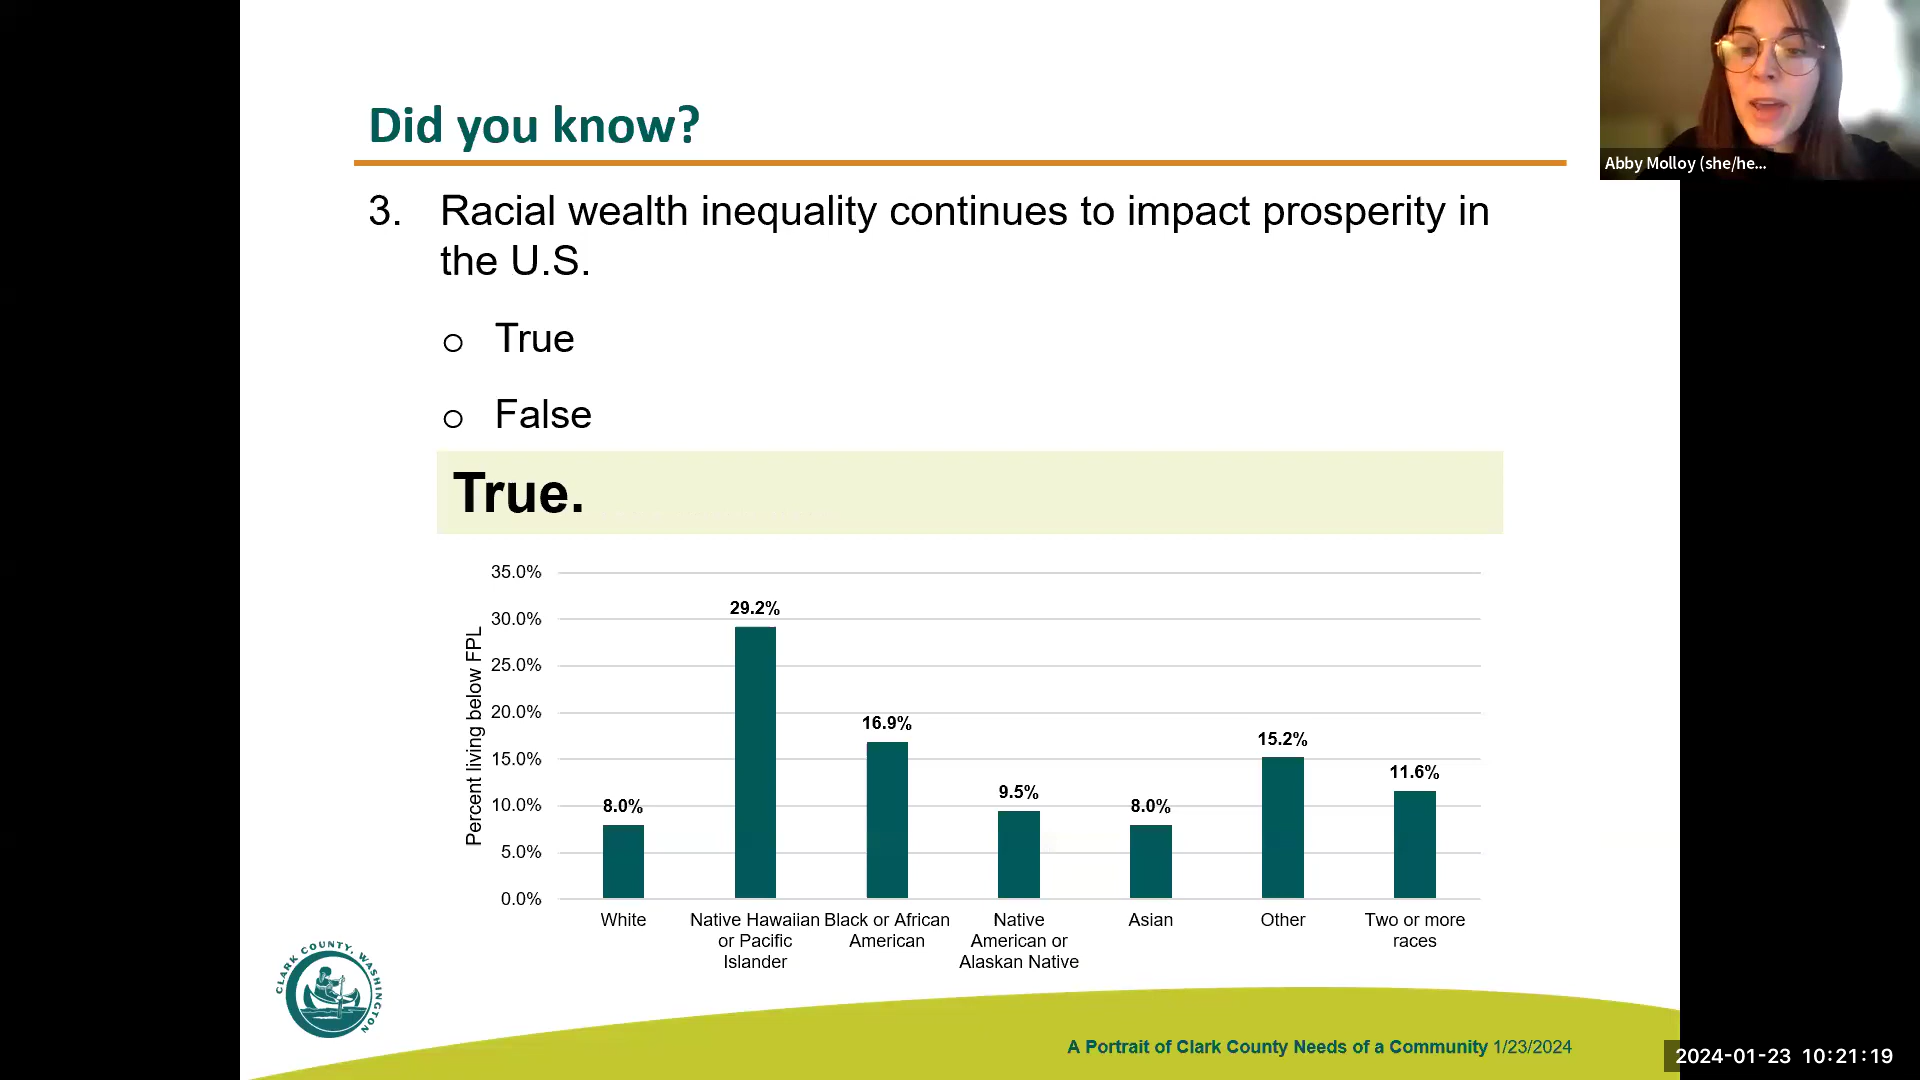 Did you know?
Abby Molloy (she/he...
3. Racial wealth inequality continues to impact prosperity in
the U.S.
o True
o False
True.
Percent living below FPL
35.0%
30.0%
25.0%
20.0%
15.0%
10.0%
5.0%
0.0%
8.0%
29.2%
16.9%
9.5%
8.0%
15.2%
11.6%
White
Native Hawaiian
or Pacific
Islander
Black or African
American
Native
American or
Alaskan Native
Asian
Other
Two or more
races
CLARK COUNTY, WASHINGTON
A Portrait of Clark County Needs of a Community 1/23/2024
2024-01-23 10:21:19